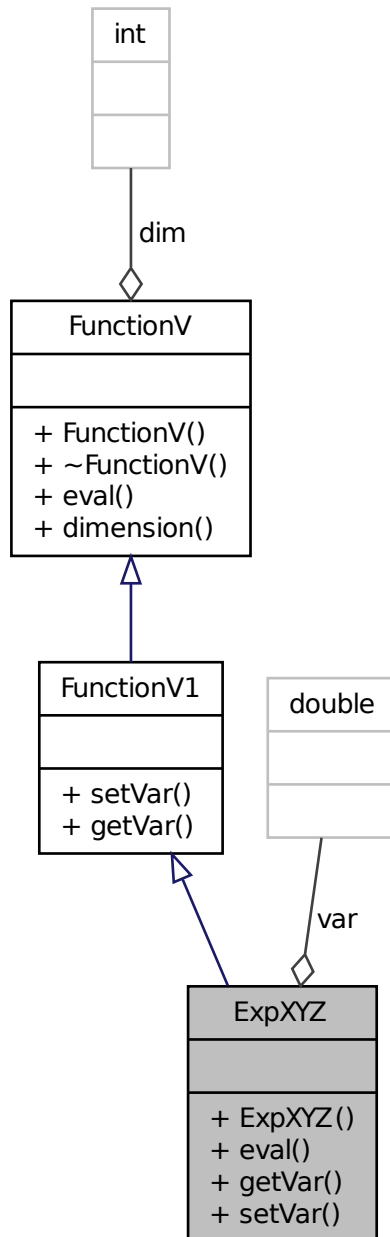 int
dim
FunctionV
+ FunctionV()
+ ~FunctionV()
+ eval()
+ dimension()
FunctionV1
+ setVar()
+ getVar()
double
var
ExpXYZ
+ ExpXYZ()
+ eval()
+ getVar()
+ setVar()